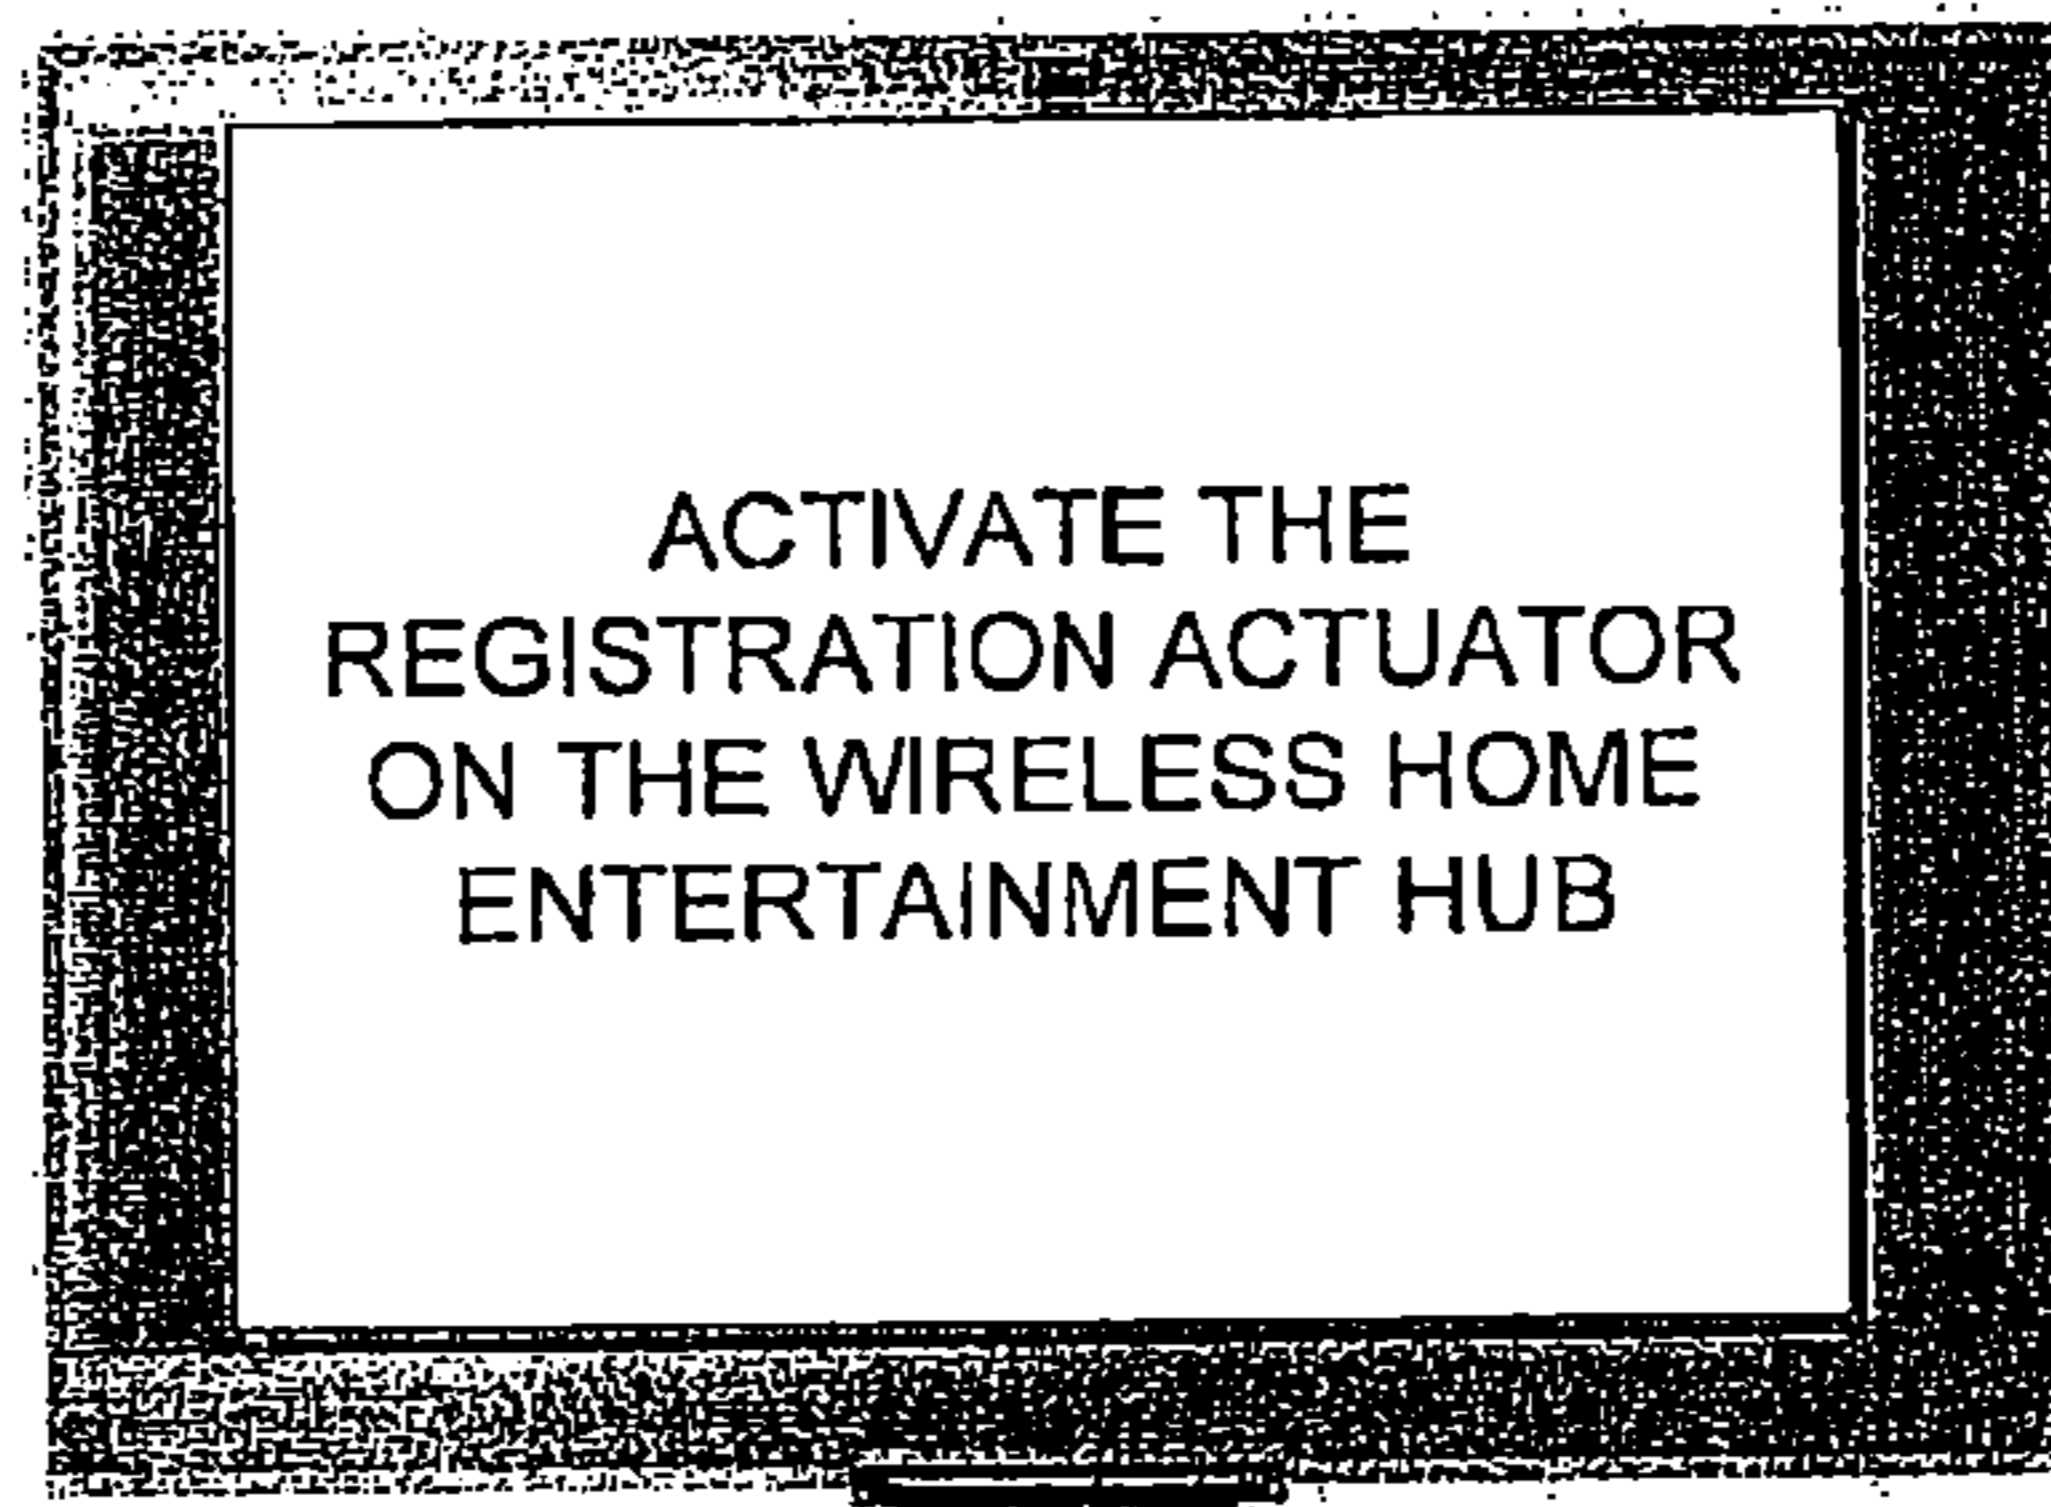 ACTIVATE THE
REGISTRATION ACTUATOR
ON THE WIRELESS HOME
ENTERTAINMENT HUB